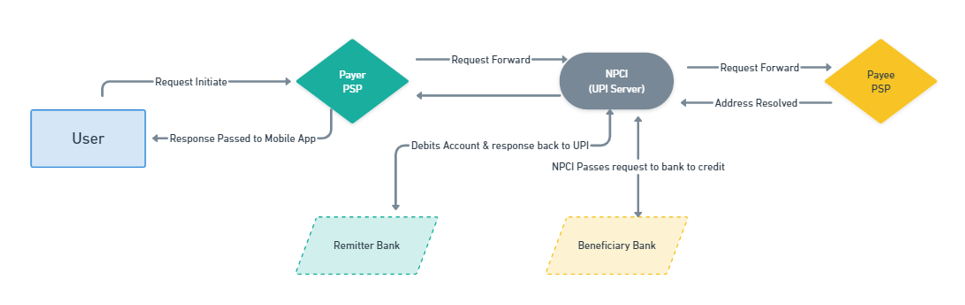 Request Initiate
Payer
PSP
Request Forward
NPCI
(UPI Server)
Request Forward
Payee
PSP
Address Resolved
User
Response Passed to Mobile App
Debits Account & response back to UPI
NPCI Passes request to bank to credit
Remitter Bank
Beneficiary Bank